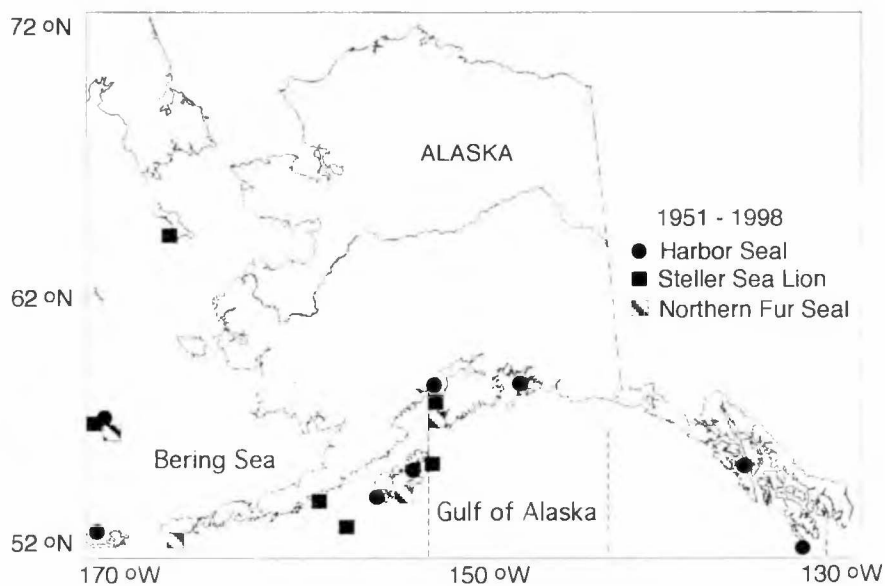 72 oN
ALASKA
1951 - 1998
Harbor Seal
Steller Sea Lion
Northern Fur Seal
62 oN
Bering Sea
Gulf of Alaska
52 oN
170 oW
150 oW
130 oW